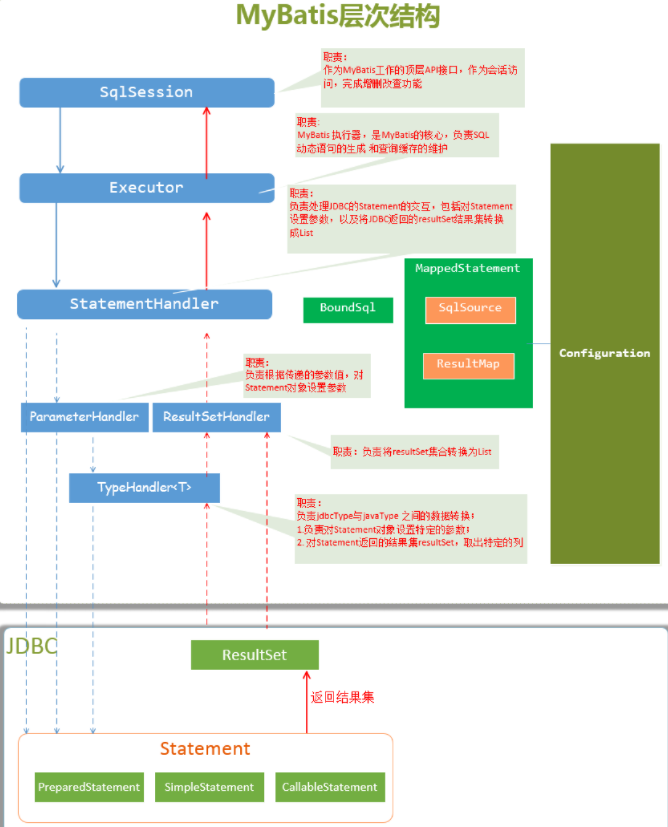 MyBatis层次结构
职责：
作为MyBatis工作的顶层API接口，作为会话访
问，完成增删改查功能
SqlSession
职责：
MyBatis 执行器，是MyBatis的核心，负责SQL
动态语句的生成 和查询缓存的维护
Executor
职责：
负责处理JDBC的Statement的交互，包括对Statement
设置参数，以及将JDBC返回的resultSet结果集转换
成List
StatementHandler
BoundSql
MappedStatement
SqlSource
ResultMap
Configuration
职责：
负责根据传递的参数值，对
Statement对象设置参数
ParameterHandler
ResultSetHandler
职责：负责将resultSet集合转换为List
TypeHandler<T>
职责：
负责jdbcType与javaType 之间的数据转换：
1.负责对Statement对象设置特定的参数；
2. 对Statement返回的结果集resultSet，取出特定的列
JDBC
ResultSet
返回结果集
Statement
PreparedStatement
SimpleStatement
CallableStatement